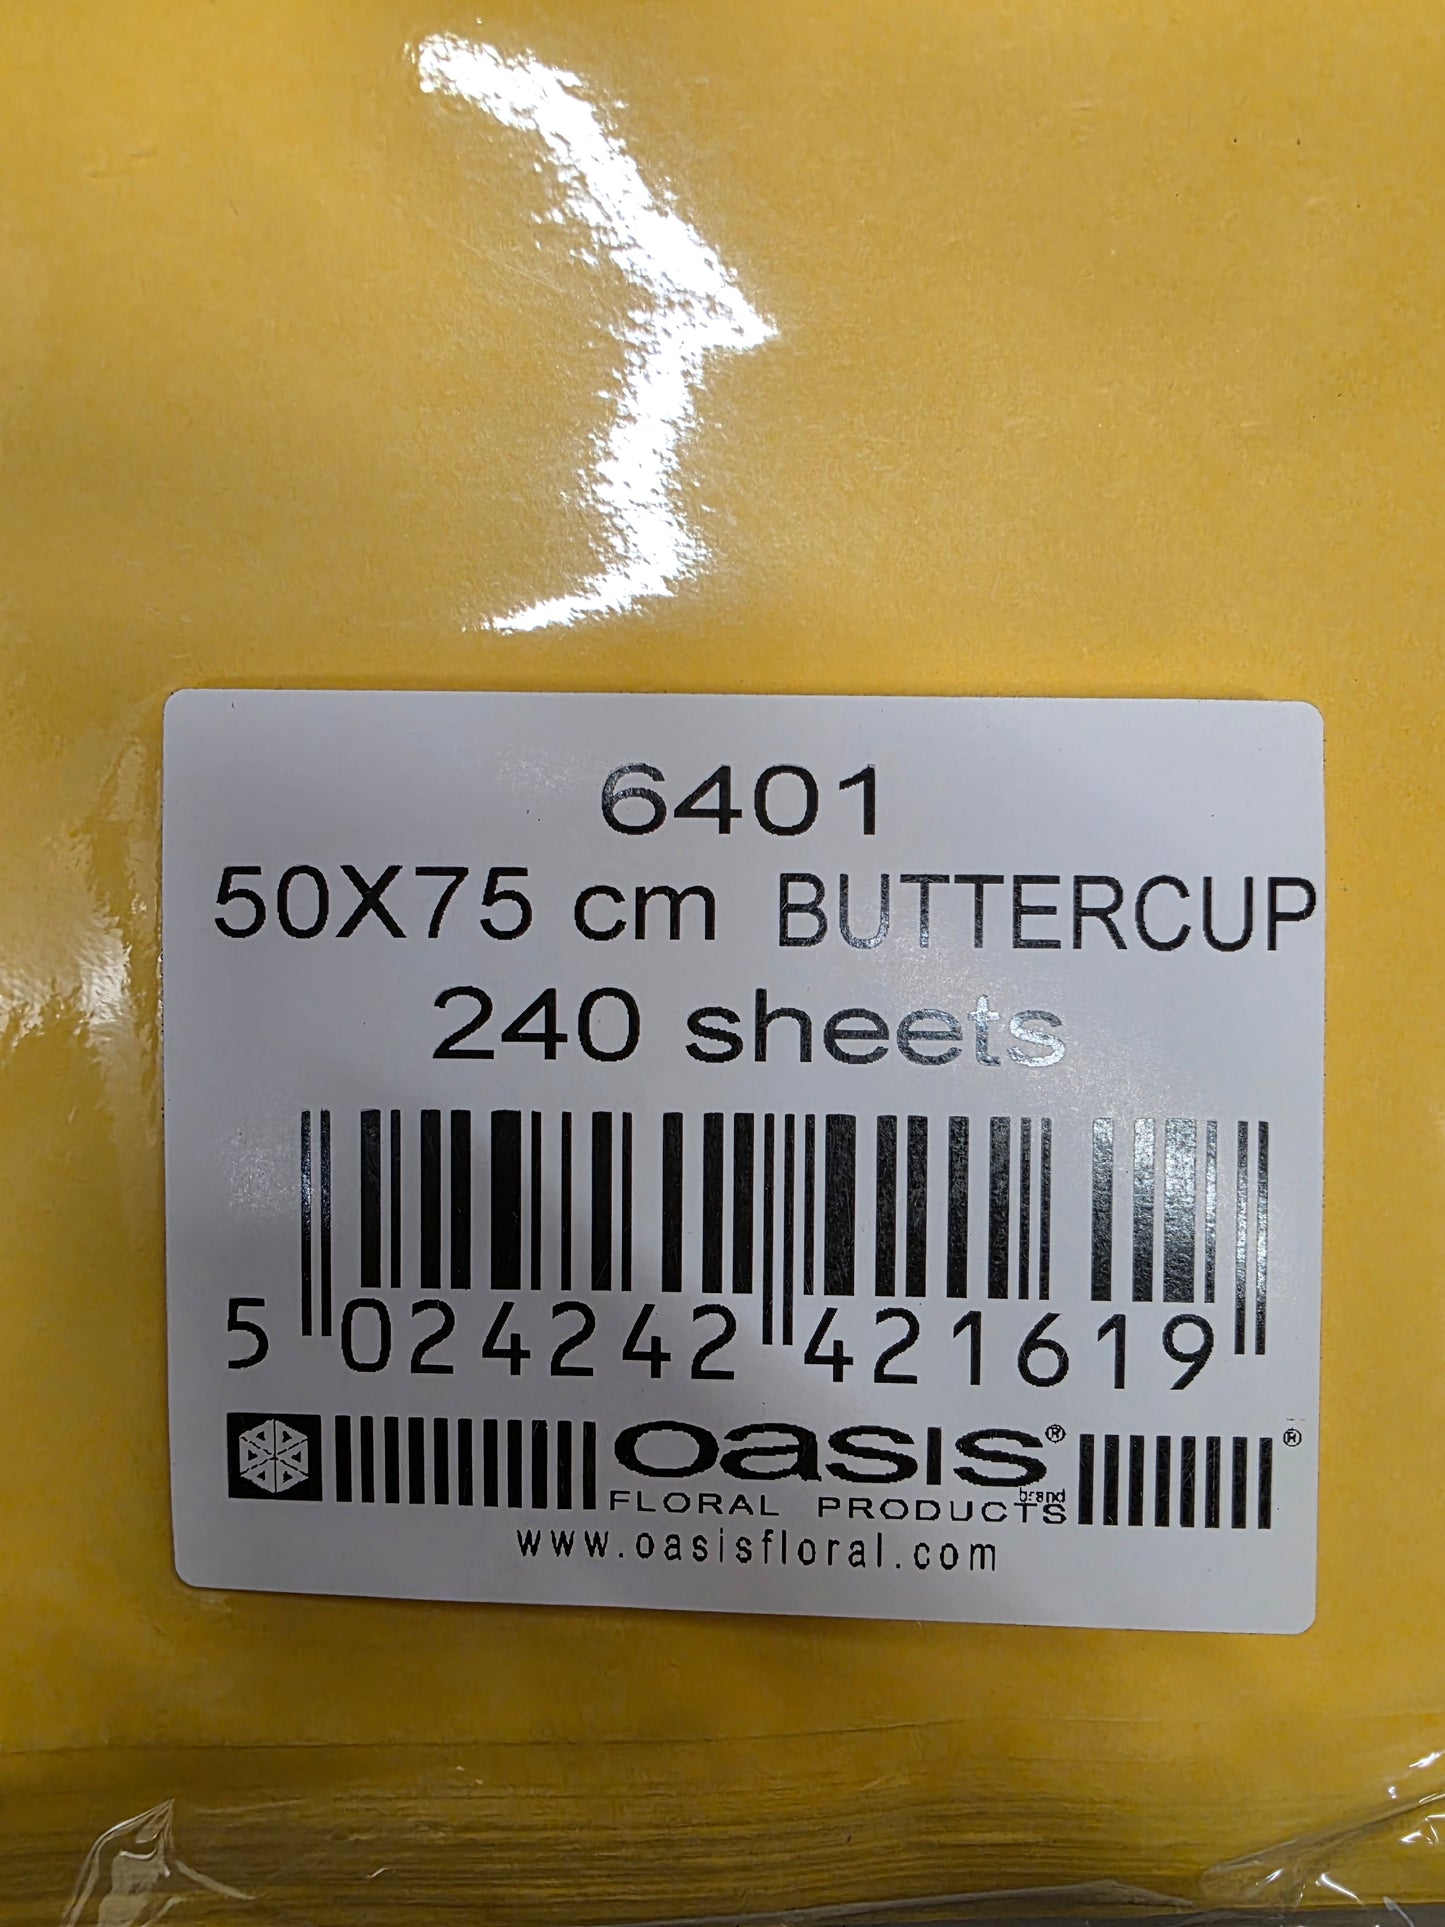 6401
50X75 cm BUTTERCUP
240 sheets
5 024242 421619
OASIS® ®
brand
FLORAL PRODUCTS
www.oasisfloral.com